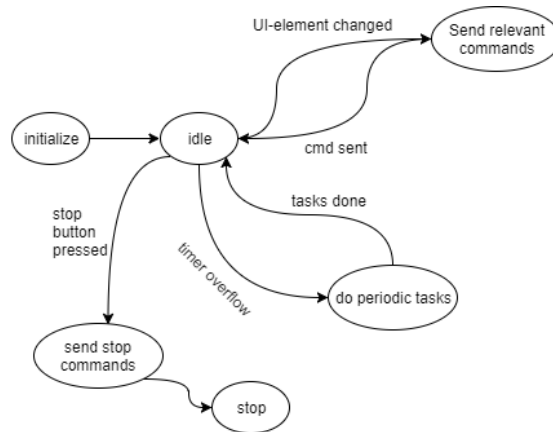 UI-element changed
Send relevant
commands
initialize
idle
cmd sent
stop
button
pressed
tasks done
timer overflow
do periodic tasks
send stop
commands
stop